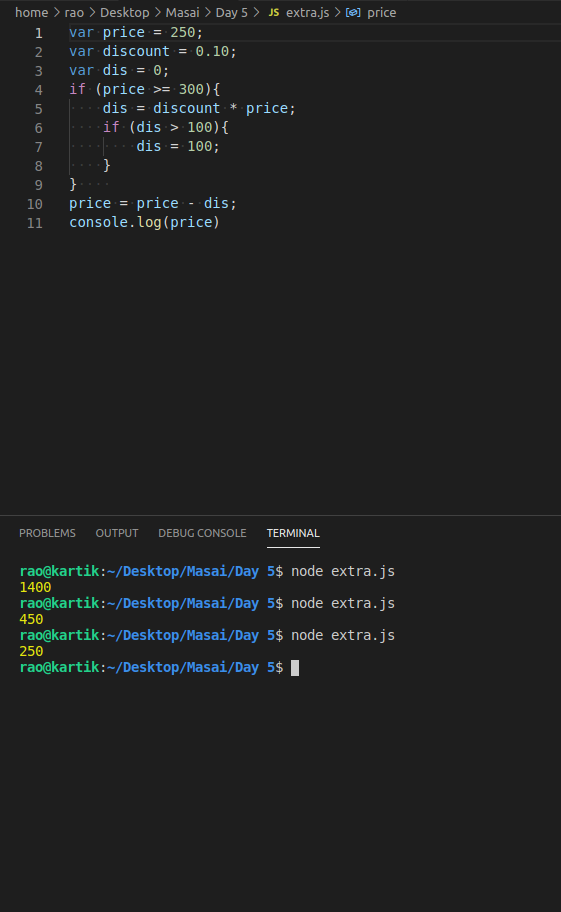 home > rao > Desktop > Masai > Day 5 > JS extra.js > price
1 var price = 250;
2 var discount = 0.10;
3 var dis = 0;
4 if (price >= 300){
5     dis = discount * price;
6     if (dis > 100){
7         dis = 100;
8     }
9 }
10 price = price - dis;
11 console.log(price)
PROBLEMS OUTPUT DEBUG CONSOLE TERMINAL
rao@kartik:~/Desktop/Masai/Day 5$ node extra.js
1400
rao@kartik:~/Desktop/Masai/Day 5$ node extra.js
450
rao@kartik:~/Desktop/Masai/Day 5$ node extra.js
250
rao@kartik:~/Desktop/Masai/Day 5$